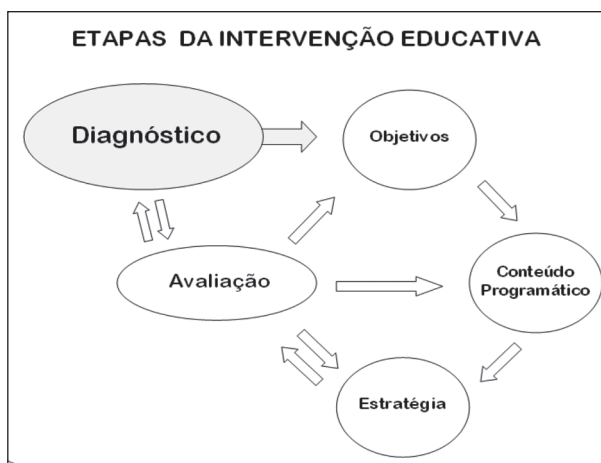 ETAPAS DA INTERVENÇÃO EDUCATIVA
Diagnóstico
Objetivos
Avaliação
Conteúdo
Programático
Estratégia